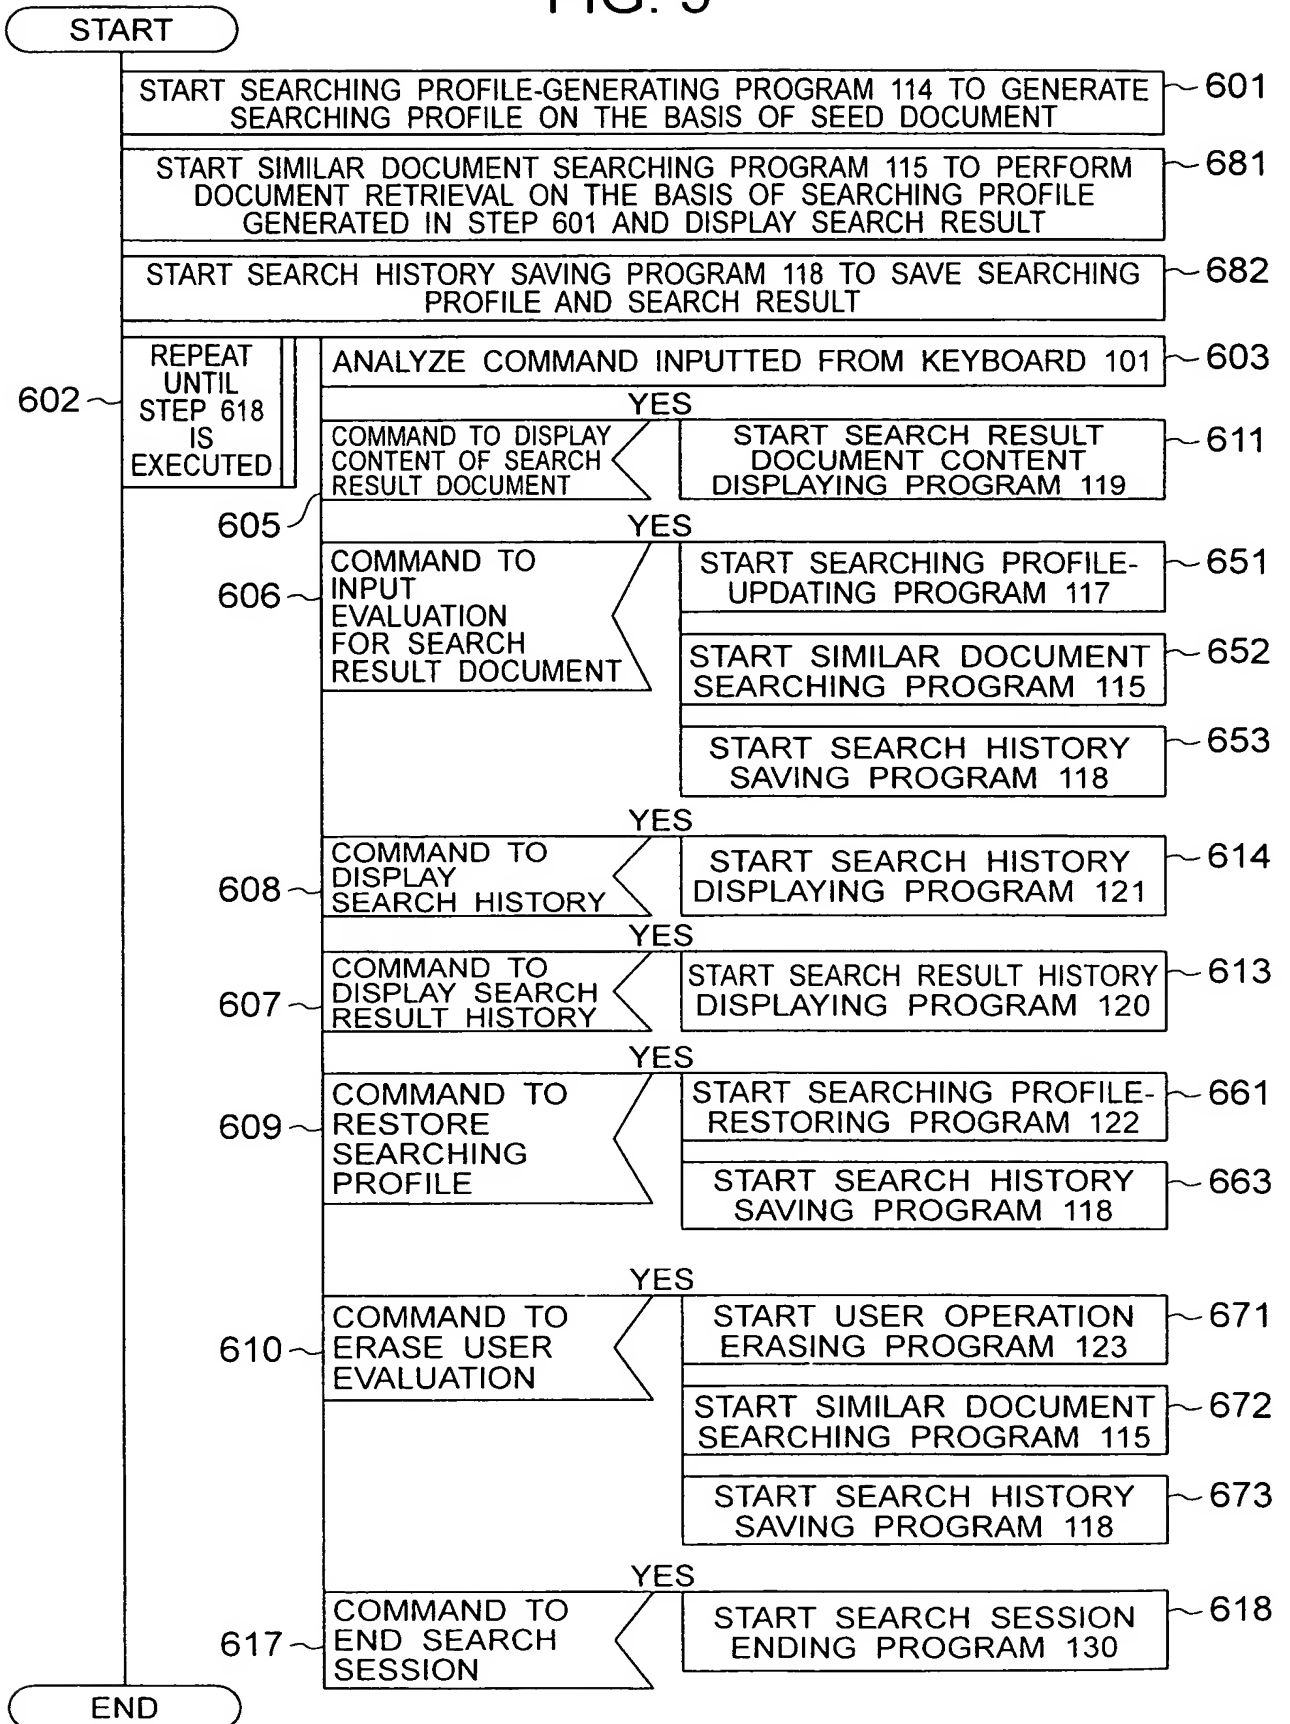 FIG. 5
START
START SEARCHING PROFILE-GENERATING PROGRAM 114 TO GENERATE
SEARCHING PROFILE ON THE BASIS OF SEED DOCUMENT
601
START SIMILAR DOCUMENT SEARCHING PROGRAM 115 TO PERFORM
DOCUMENT RETRIEVAL ON THE BASIS OF SEARCHING PROFILE
GENERATED IN STEP 601 AND DISPLAY SEARCH RESULT
681
START SEARCH HISTORY SAVING PROGRAM 118 TO SAVE SEARCHING
PROFILE AND SEARCH RESULT
682
602
REPEAT
UNTIL
STEP 618
IS
EXECUTED
ANALYZE COMMAND INPUTTED FROM KEYBOARD 101
603
605
COMMAND TO DISPLAY
CONTENT OF SEARCH
RESULT DOCUMENT
YES
START SEARCH RESULT
DOCUMENT CONTENT
DISPLAYING PROGRAM 119
611
606
COMMAND TO
INPUT
EVALUATION
FOR SEARCH
RESULT DOCUMENT
YES
START SEARCHING PROFILE-
UPDATING PROGRAM 117
651
START SIMILAR DOCUMENT
SEARCHING PROGRAM 115
652
START SEARCH HISTORY
SAVING PROGRAM 118
653
608
COMMAND TO
DISPLAY
SEARCH HISTORY
YES
START SEARCH HISTORY
DISPLAYING PROGRAM 121
614
607
COMMAND TO
DISPLAY SEARCH
RESULT HISTORY
YES
START SEARCH RESULT HISTORY
DISPLAYING PROGRAM 120
613
609
COMMAND TO
RESTORE
SEARCHING
PROFILE
YES
START SEARCHING PROFILE-
RESTORING PROGRAM 122
661
START SEARCH HISTORY
SAVING PROGRAM 118
663
610
COMMAND TO
ERASE USER
EVALUATION
YES
START USER OPERATION
ERASING PROGRAM 123
671
START SIMILAR DOCUMENT
SEARCHING PROGRAM 115
672
START SEARCH HISTORY
SAVING PROGRAM 118
673
617
COMMAND TO
END SEARCH
SESSION
YES
START SEARCH SESSION
ENDING PROGRAM 130
618
END